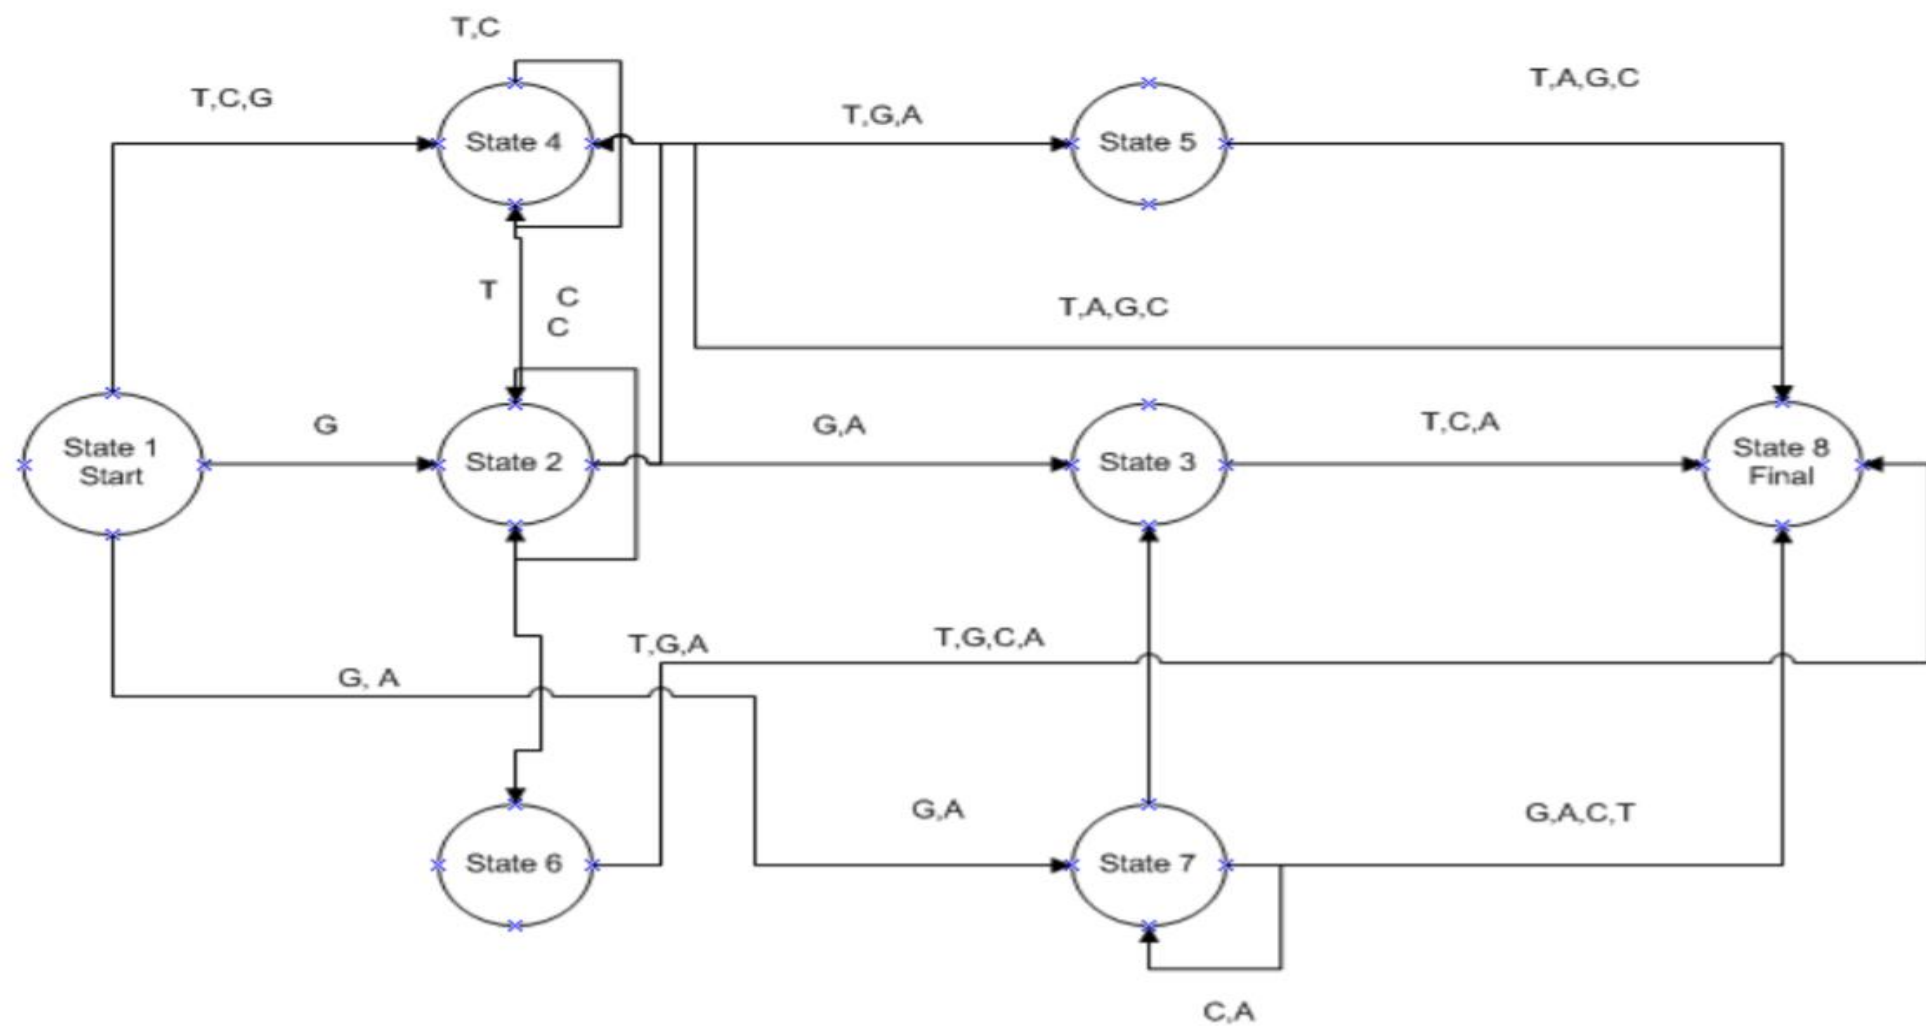 T,C
T,C,G
State 4
T,G,A
State 5
T,A,G,C
T
C
C
T,A,G,C
State 1
Start
G
State 2
G,A
State 3
T,C,A
State 8
Final
T,G,A
T,G,C,A
G, A
State 6
G,A
State 7
G,A,C,T
C,A